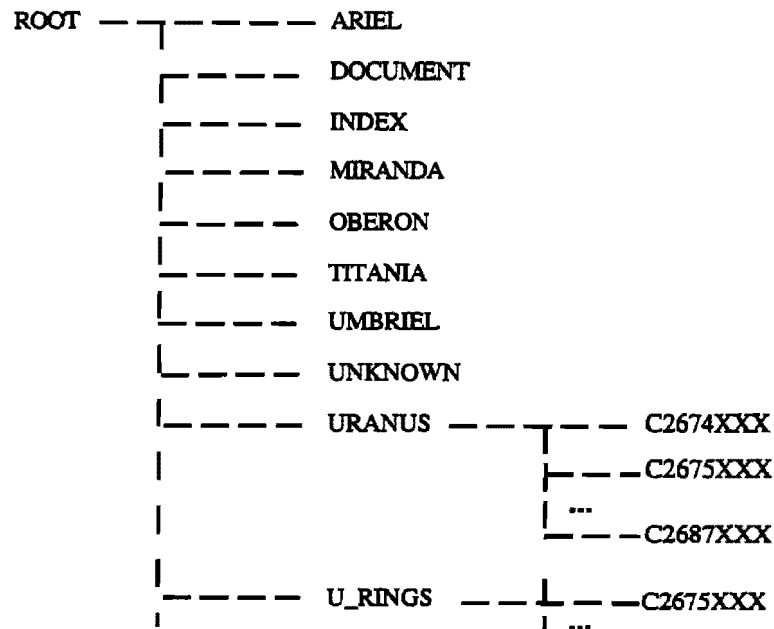 ROOT ARIEL
DOCUMENT
INDEX
MIRANDA
OBERON
TITANIA
UMBRIEL
UNKNOWN
URANUS C2674XXX
C2675XXX
...
C2687XXX
U_RINGS C2675XXX
...